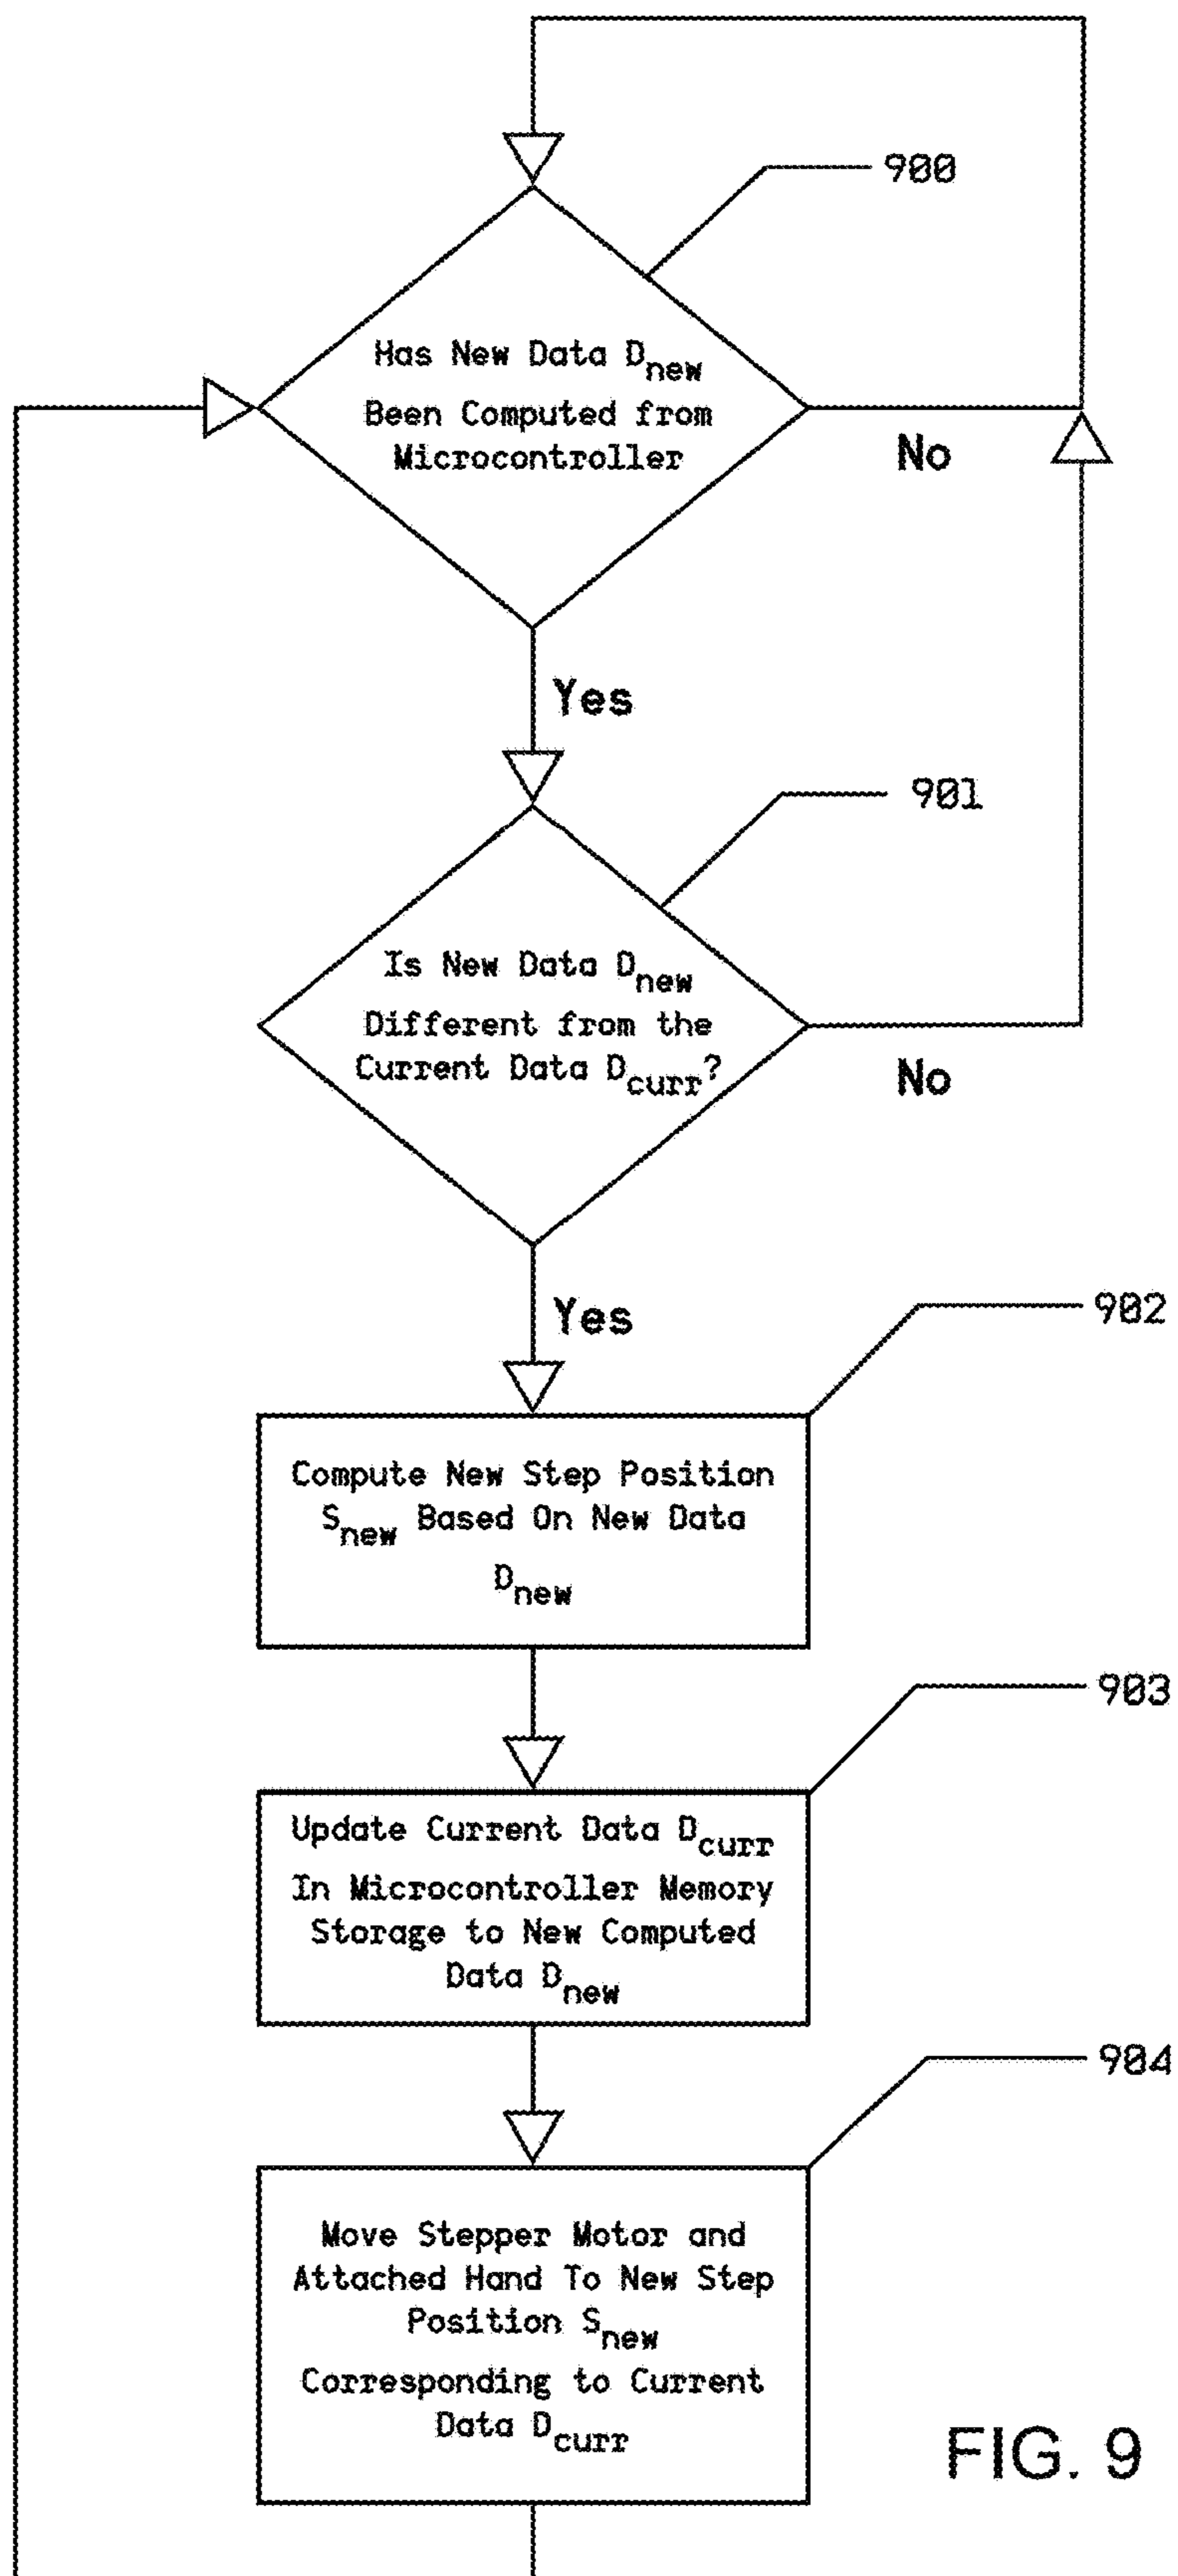 900
Has New Data Dnew
Been Computed from
Microcontroller
No
Yes
901
Is New Data Dnew
Different from the
Current Data Dcurr?
No
Yes
902
Compute New Step Position
Snew Based On New Data
Dnew
903
Update Current Data Dcurr
In Microcontroller Memory
Storage to New Computed
Data Dnew
904
Move Stepper Motor and
Attached Hand To New Step
Position Snew
Corresponding to Current
Data Dcurr
FIG. 9